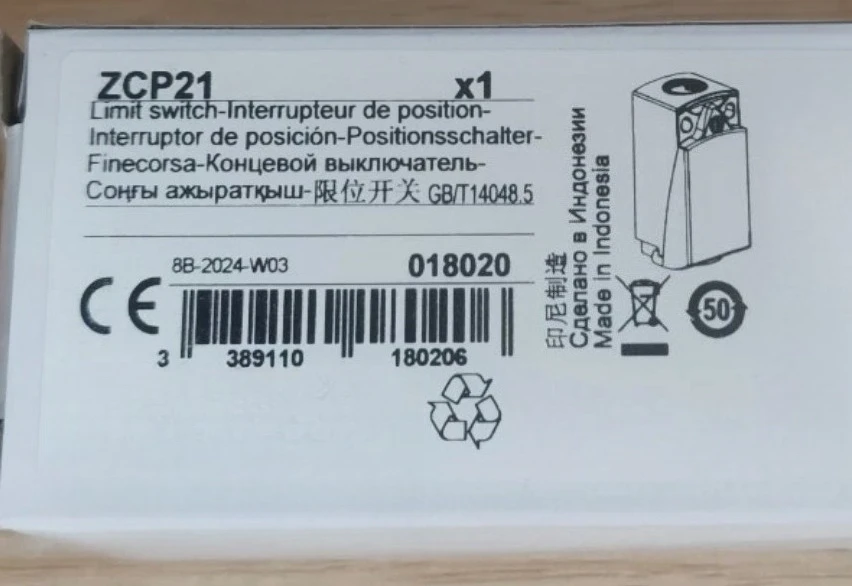 ZCP21 x1
Limit switch-Interrupteur de position-
Interruptor de posición-Positionsschalter-
Finecorsa-Концевой выключатель-
Соңғы ажыратқыш-限位开关 GB/T14048.5
8B-2024-W03 018020
CE
3 389110 180206
印尼制造
Сделано в Индонезии
Made in Indonesia
50